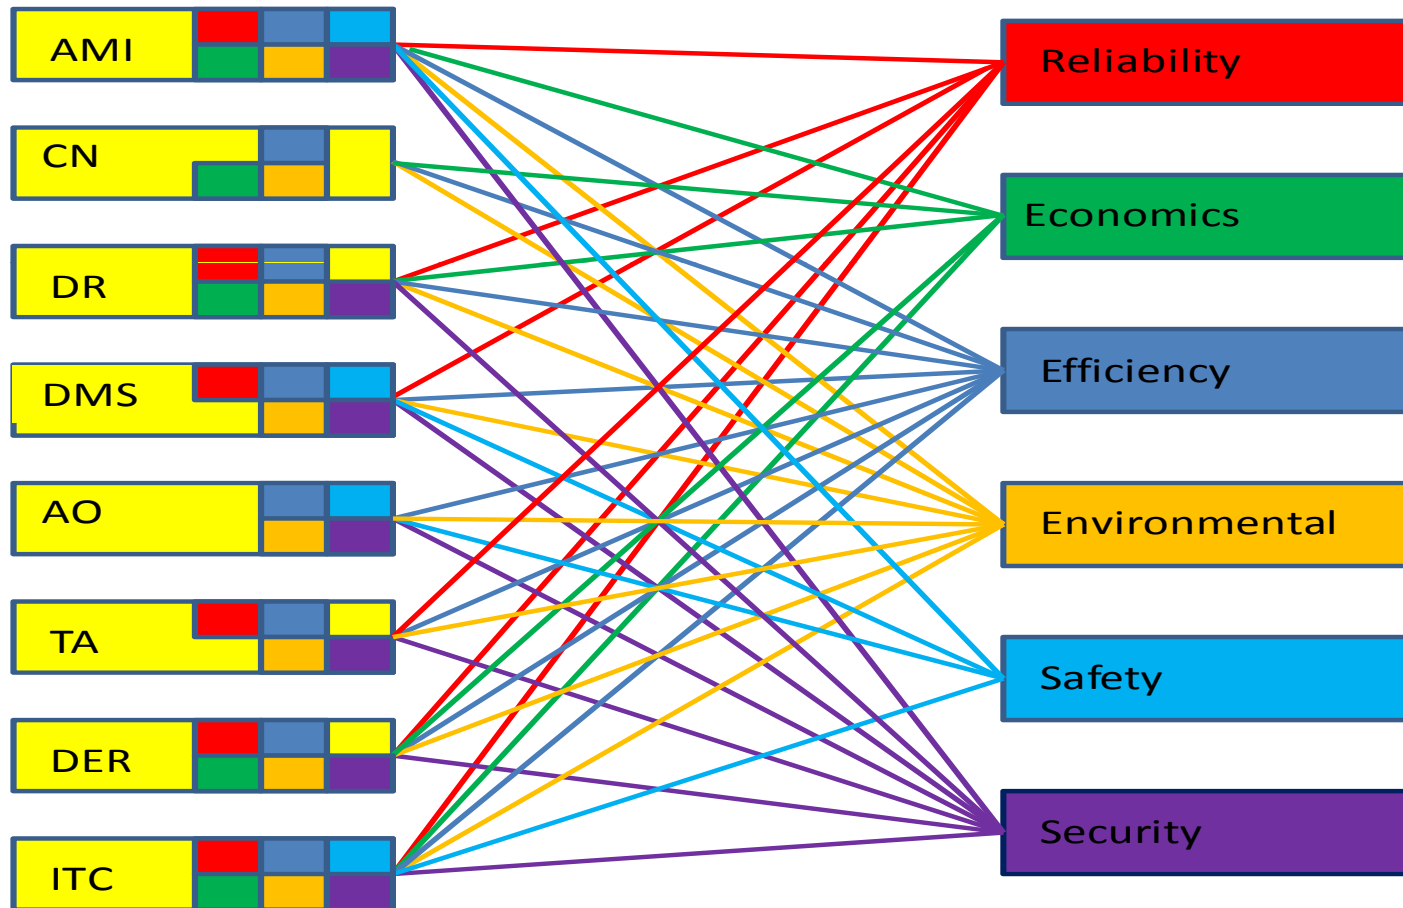 AMI
CN
DR
DMS
AO
TA
DER
ITC
Reliability
Economics
Efficiency
Environmental
Safety
Security